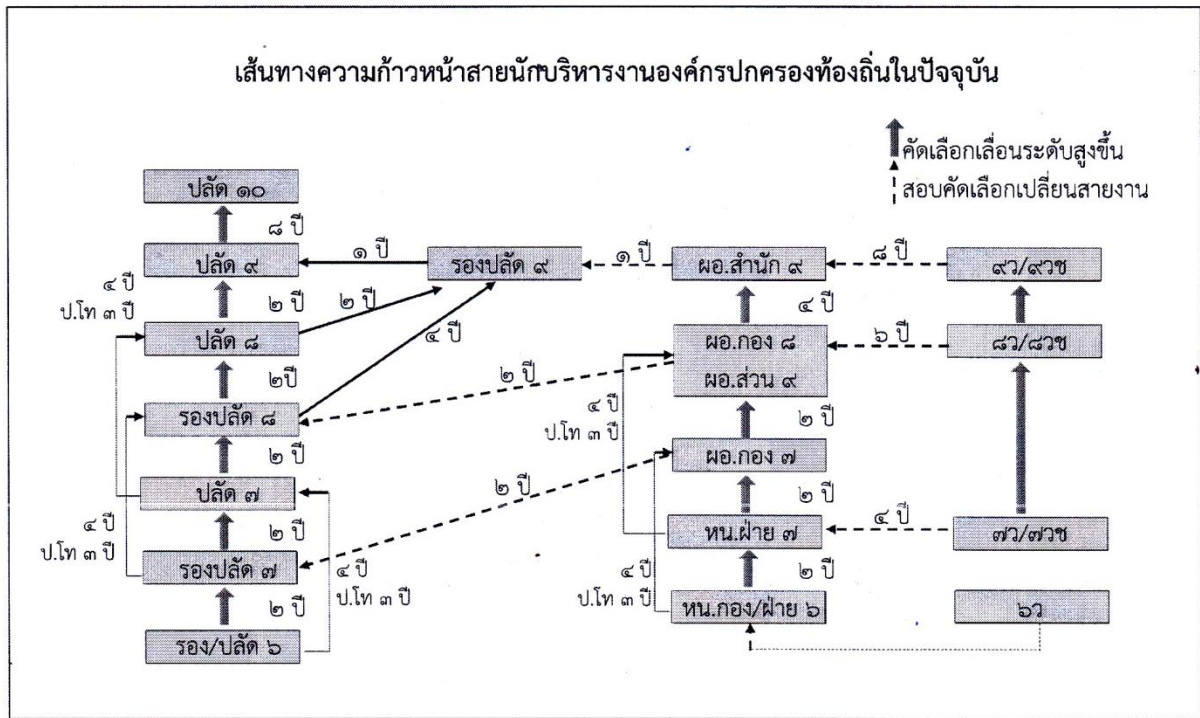 เส้นทางความก้าวหน้าสายนักบริหารงานองค์กรปกครองท้องถิ่นในปัจจุบัน
คัดเลือกเลื่อนระดับสูงขึ้น
สอบคัดเลือกเปลี่ยนสายงาน
ปลัด ๑๐
๘ ปี
ปลัด ๙
๑ ปี
รองปลัด ๙
๑ ปี
ผอ.สำนัก ๙
๘ ปี
๙ว/๙วช
๔ ปี
ป.โท ๓ ปี
๒ ปี
๒ ปี
๔ ปี
๔ ปี
ปลัด ๘
ผอ.กอง ๘
ผอ.ส่วน ๙
๖ ปี
๘ว/๘วช
๒ปี
๒ ปี
๔ ปี
ป.โท ๓ ปี
๒ ปี
รองปลัด ๘
๒ ปี
ผอ.กอง ๗
๒ ปี
๒ ปี
ปลัด ๗
๔ ปี
ป.โท ๓ ปี
๒ ปี
หน.ฝ่าย ๗
๔ ปี
๗ว/๗วช
รองปลัด ๗
๔ ปี
ป.โท ๓ ปี
๔ ปี
ป.โท ๓ ปี
๒ ปี
๒ ปี
หน.กอง/ฝ่าย ๖
๖ว
รอง/ปลัด ๖